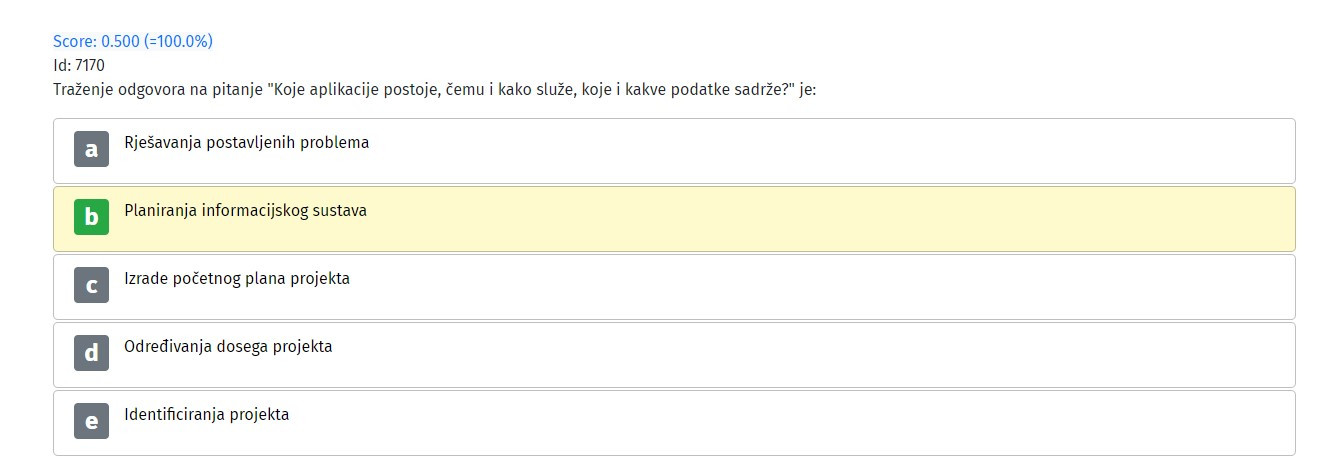 Score: 0.500 (=100.0%)
Id: 7170
Traženje odgovora na pitanje "Koje aplikacije postoje, čemu i kako služe, koje i kakve podatke sadrže?" je:
a Rješavanja postavljenih problema
b Planiranja informacijskog sustava
c Izrade početnog plana projekta
d Određivanja dosega projekta
e Identificiranja projekta